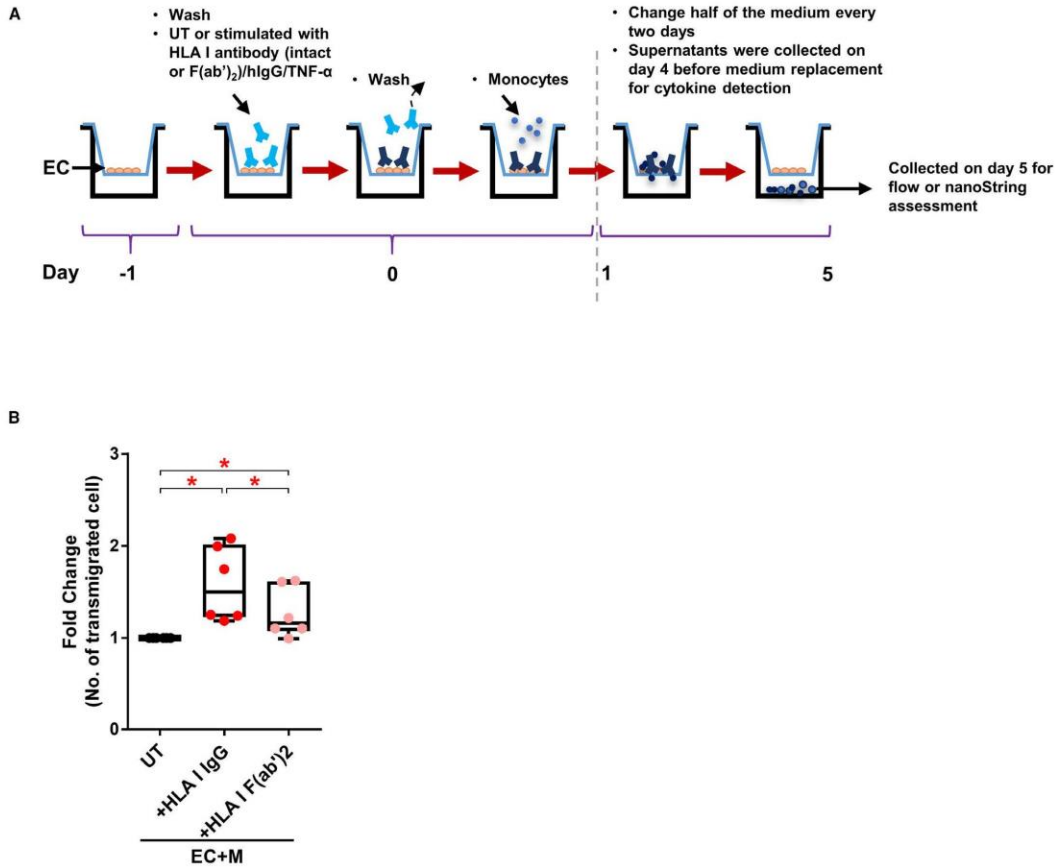 A
• Wash
• UT or stimulated with
HLA I antibody (intact
or F(ab')₂)/hIgG/TNF-α
• Wash
• Monocytes
• Change half of the medium every
two days
• Supernatants were collected on
day 4 before medium replacement
for cytokine detection
EC
Collected on day 5 for
flow or nanoString
assessment
Day -1 0 1 5
B
Fold Change
(No. of transmigrated cell)
3
2
1
0
* 
* *
UT
+HLA I IgG
+HLA I F(ab')2
EC+M